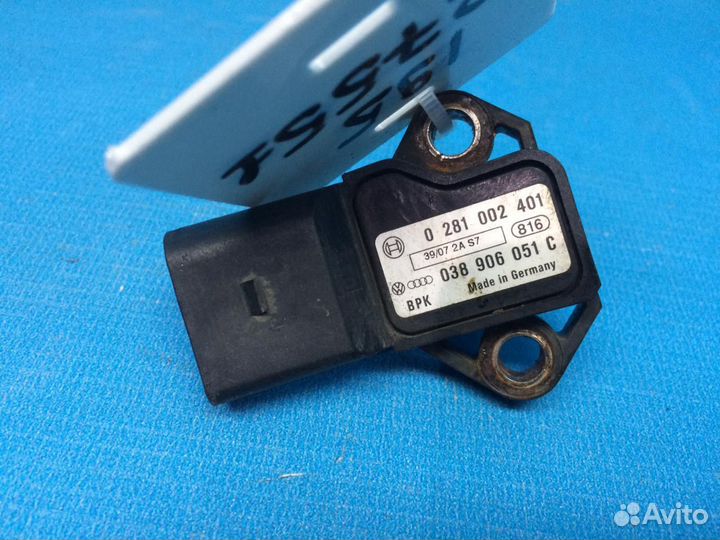 0 281 002 401
39/07 2A S7 816
038 906 051 C
BPK Made in Germany
Avito